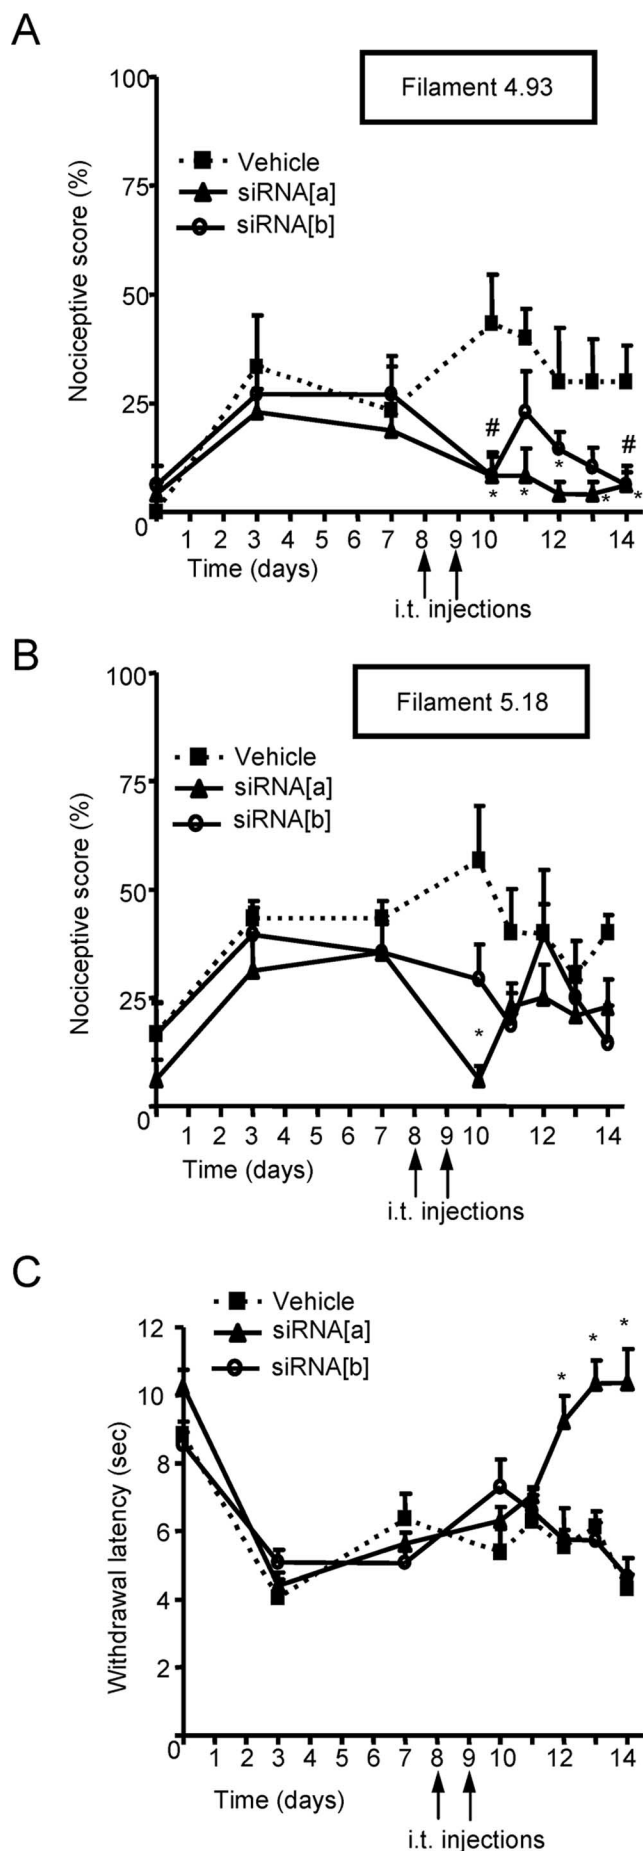 A
Filament 4.93
100
75
50
25
0
Nociceptive score (%)
Vehicle
siRNA[a]
siRNA[b]
#
#
* * * * *
1 2 3 4 5 6 7 8 9 10 12 14
Time (days)
i.t. injections
B
Filament 5.18
100
75
50
25
0
Nociceptive score (%)
Vehicle
siRNA[a]
siRNA[b]
*
1 2 3 4 5 6 7 8 9 10 12 14
Time (days)
i.t. injections
C
Vehicle
siRNA[a]
siRNA[b]
12
10
8
6
4
2
Withdrawal latency (sec)
* * *
0 1 2 3 4 5 6 7 8 9 10 12 14
Time (days)
i.t. injections